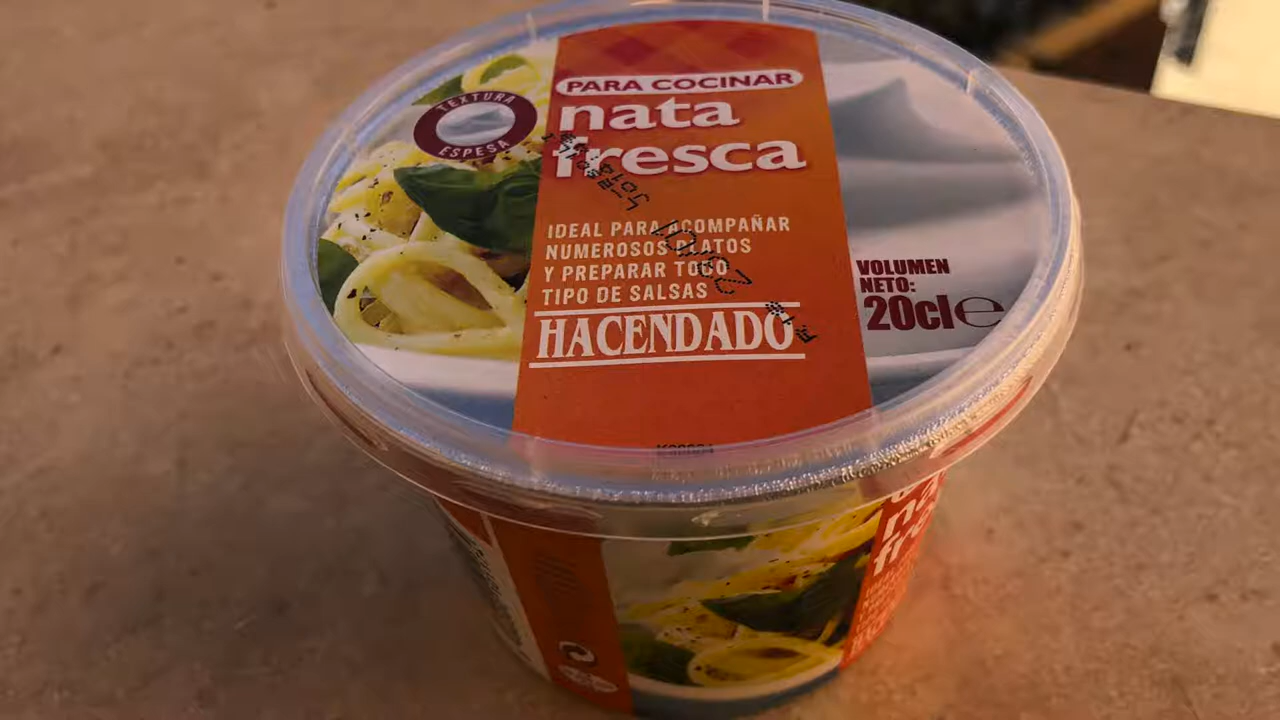 PARA COCINAR
nata
fresca
TEXTURA
ESPESA
IDEAL PARA ACOMPAÑAR
NUMEROSOS PLATOS
Y PREPARAR TODO
TIPO DE SALSAS
HACENDADO
VOLUMEN
NETO:
20cl℮